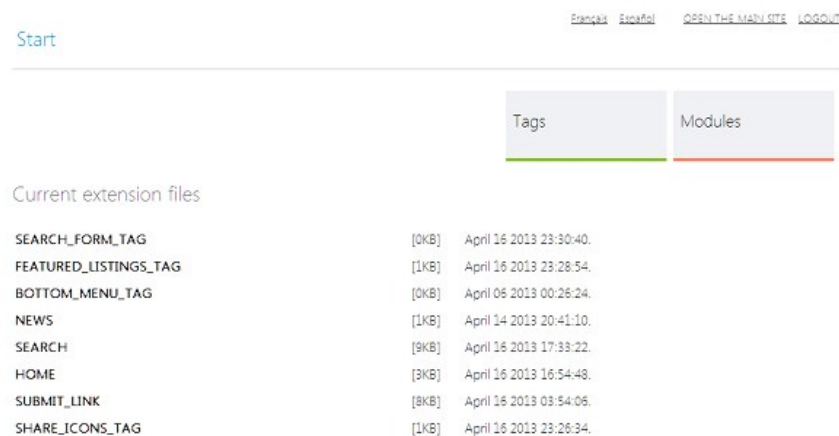 Français Español OPEN THE MAIN SITE LOGOUT
Start
Tags Modules
Current extension files
SEARCH_FORM_TAG [0KB] April 16 2013 23:30:40.
FEATURED_LISTINGS_TAG [1KB] April 16 2013 23:28:54.
BOTTOM_MENU_TAG [0KB] April 06 2013 00:26:24.
NEWS [1KB] April 14 2013 20:41:10.
SEARCH [9KB] April 16 2013 17:33:22.
HOME [3KB] April 16 2013 16:54:48.
SUBMIT_LINK [8KB] April 16 2013 03:54:06.
SHARE_ICONS_TAG [1KB] April 16 2013 23:26:34.